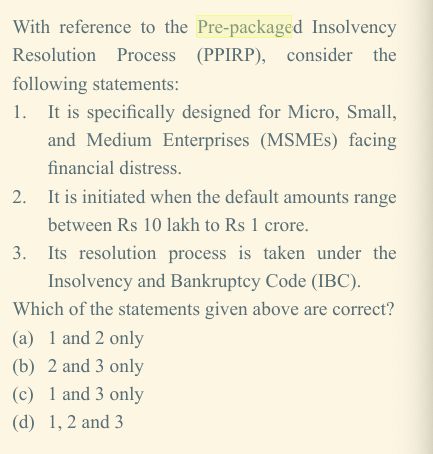 With reference to the Pre-packaged Insolvency
Resolution Process (PPIRP), consider the
following statements:
1. It is specifically designed for Micro, Small,
and Medium Enterprises (MSMEs) facing
financial distress.
2. It is initiated when the default amounts range
between Rs 10 lakh to Rs 1 crore.
3. Its resolution process is taken under the
Insolvency and Bankruptcy Code (IBC).
Which of the statements given above are correct?
(a) 1 and 2 only
(b) 2 and 3 only
(c) 1 and 3 only
(d) 1, 2 and 3